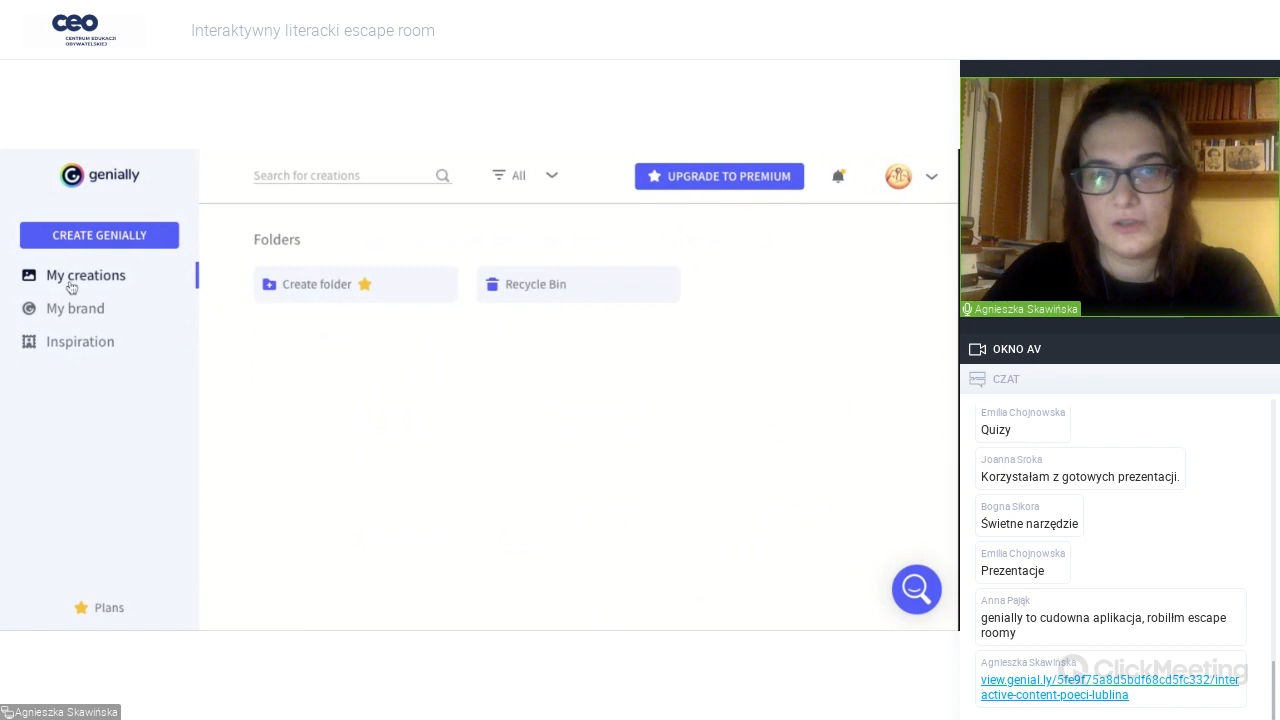 ceo
CENTRUM EDUKACJI
OBYWATELSKIEJ
Interaktywny literacki escape room
genially
Search for creations
All
UPGRADE TO PREMIUM
CREATE GENIALLY
My creations
My brand
Inspiration
Folders
Create folder
Recycle Bin
Plans
Agnieszka Skawińska
Agnieszka Skawińska
OKNO AV
CZAT
Emilia Chojnowska
Quizy
Joanna Sroka
Korzystałam z gotowych prezentacji.
Bogna Sikora
Świetne narzędzie
Emilia Chojnowska
Prezentacje
Anna Pająk
genially to cudowna aplikacja, robiłłm escape
roomy
Agnieszka Skawińska
ClickMeeting
view.genial.ly/5fe9f75a8d5bdf68cd5fc332/inter
active-content-poeci-lublina